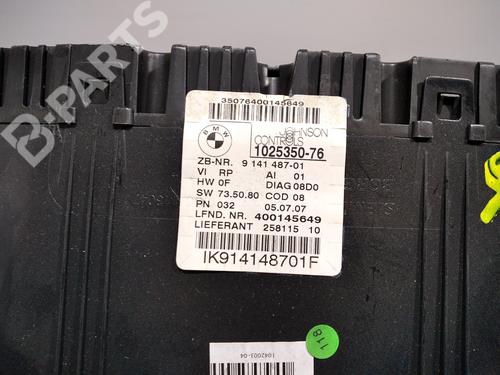 B-PARTS
35076400145649
BMW
JOHNSON
CONTROLS
1025350-76
ZB-NR. 9 141 487-01
VI RP AI 01
HW 0F DIAG 08D0
SW 73.50.80 COD 08
PN 032 05.07.07
LFND. NR. 400145649
LIEFERANT 258115 10
IK914148701F
118
1042003-04